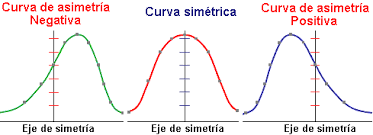 Curva de asimetría
Negativa
Curva simétrica
Curva de asimetría
Positiva
Eje de simetría
Eje de simetría
Eje de simetría